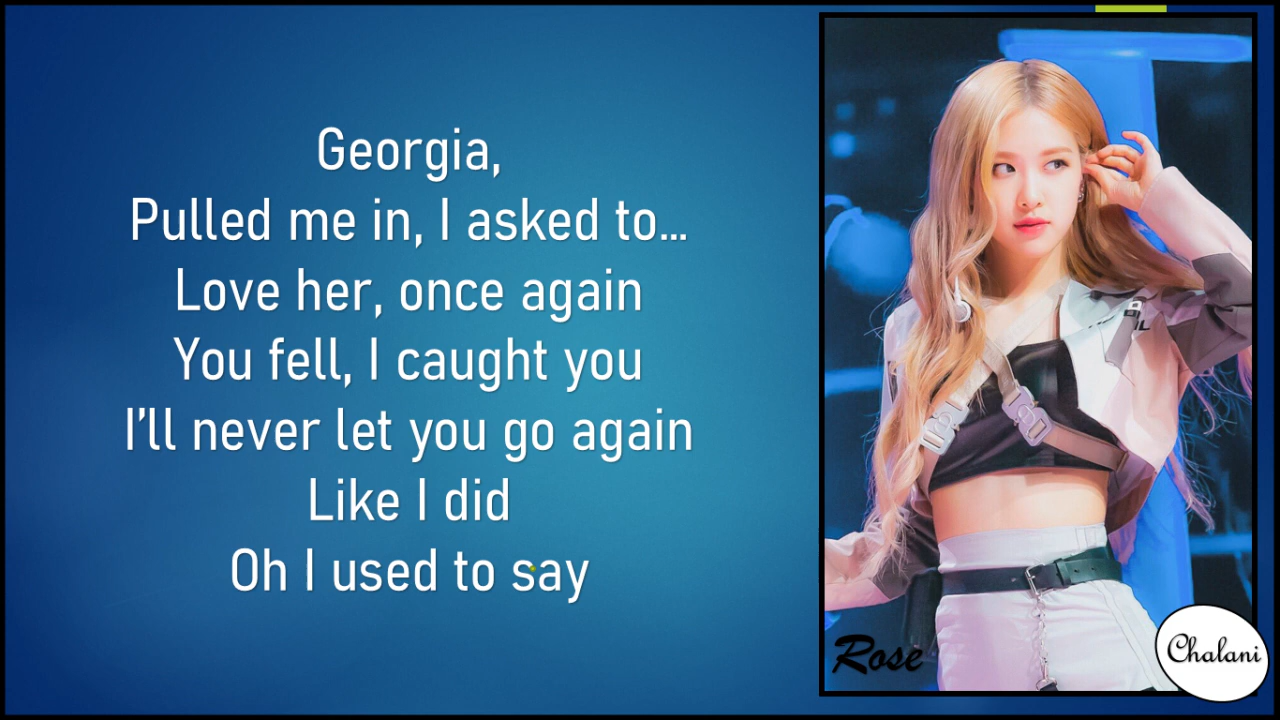 Georgia,
Pulled me in, I asked to...
Love her, once again
You fell, I caught you
I'll never let you go again
Like I did
Oh I used to say
Rose
Chalani